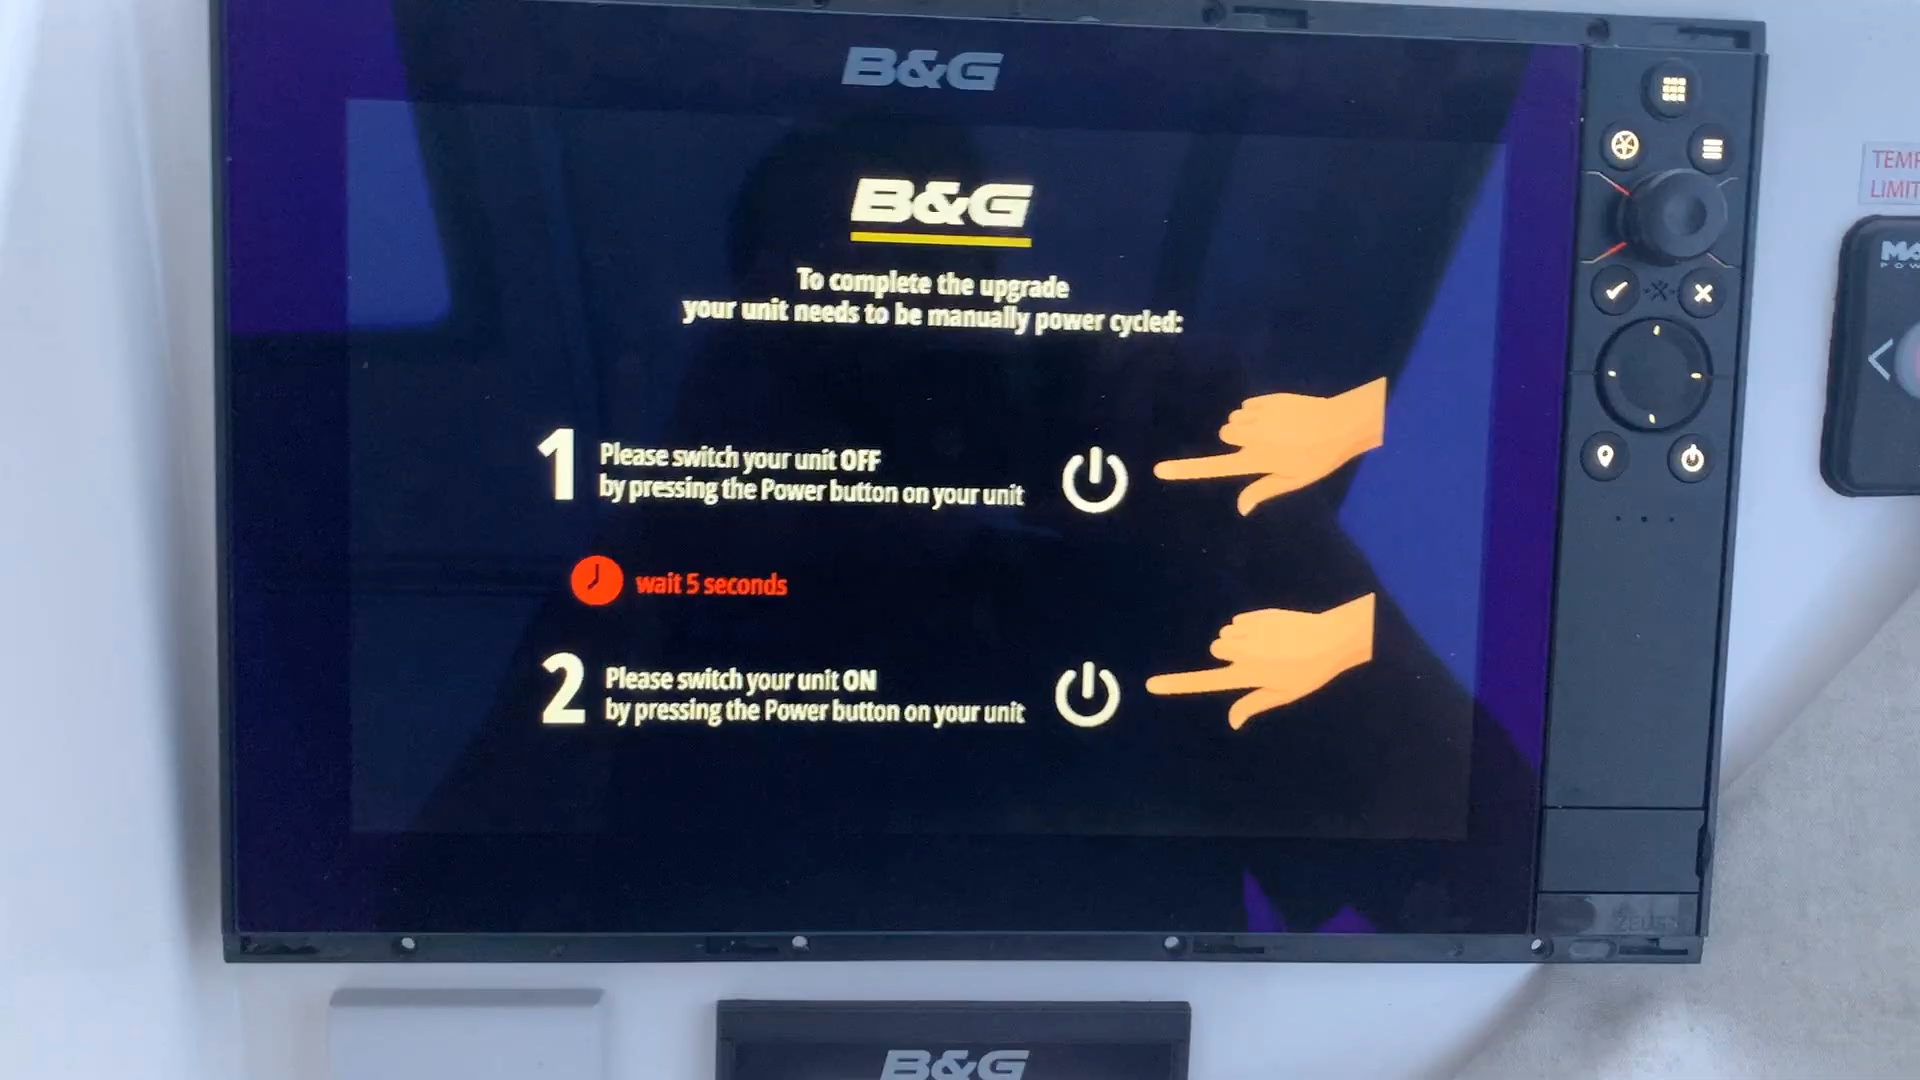 B&G
B&G
To complete the upgrade
your unit needs to be manually power cycled:
1 Please switch your unit OFF
by pressing the Power button on your unit
wait 5 seconds
2 Please switch your unit ON
by pressing the Power button on your unit
ZEUS
B&G
LIMIT